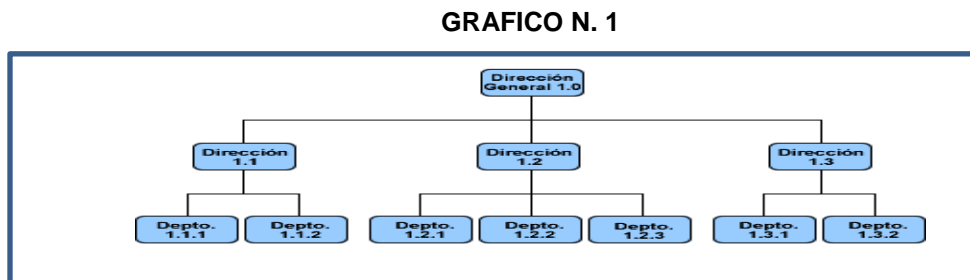 GRAFICO N. 1
Dirección
General 1.0
Dirección
1.1
Dirección
1.2
Dirección
1.3
Depto.
1.1.1
Depto.
1.1.2
Depto.
1.2.1
Depto.
1.2.2
Depto.
1.2.3
Depto.
1.3.1
Depto.
1.3.2